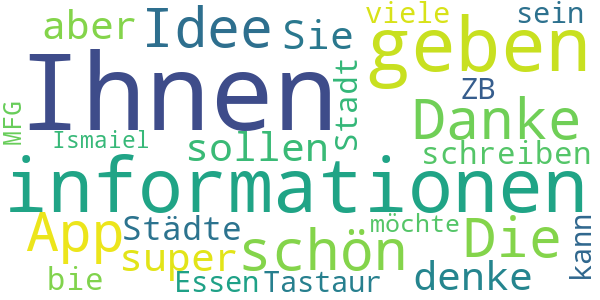 aber Idee Sie viele sein
Ihnen geben
ZB
MFG Ismaiel Stadt Danke
sollen schreiben
informationen
App Städte schön möchte Die kann
super
bie Essen Tastaur denke